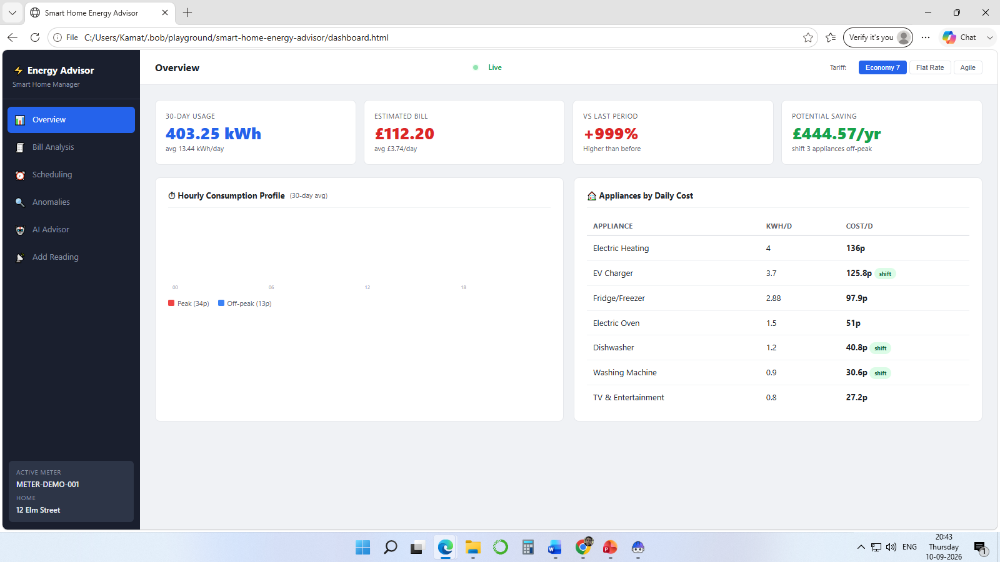 Smart Home Energy Advisor
File C:/Users/Kamat/.bob/playground/smart-home-energy-advisor/dashboard.html
Verify it's you
Chat
Energy Advisor
Smart Home Manager
Overview
Bill Analysis
Scheduling
Anomalies
AI Advisor
Add Reading
ACTIVE METER
METER-DEMO-001
HOME
12 Elm Street
Overview
Live
Tariff: Economy 7 Flat Rate Agile
30-DAY USAGE
403.25 kWh
avg 13.44 kWh/day
ESTIMATED BILL
£112.20
avg £3.74/day
VS LAST PERIOD
+999%
Higher than before
POTENTIAL SAVING
£444.57/yr
shift 3 appliances off-peak
Hourly Consumption Profile (30-day avg)
00 06 12 18
Peak (34p) Off-peak (13p)
Appliances by Daily Cost
APPLIANCE KWH/D COST/D
Electric Heating 4 136p
EV Charger 3.7 125.8p shift
Fridge/Freezer 2.88 97.9p
Electric Oven 1.5 51p
Dishwasher 1.2 40.8p shift
Washing Machine 0.9 30.6p shift
TV & Entertainment 0.8 27.2p
W
P
ENG
20:43
Thursday
10-09-2026
1